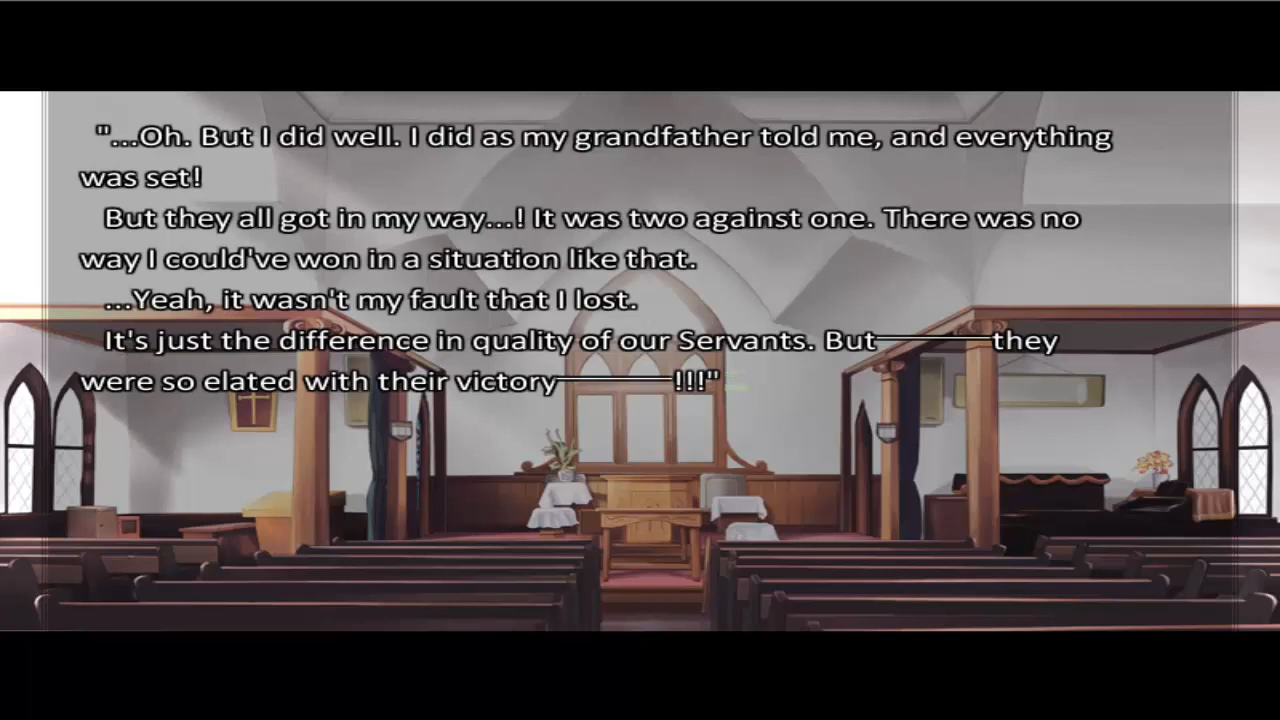 "...Oh. But I did well. I did as my grandfather told me, and everything
was set!
But they all got in my way...! It was two against one. There was no
way I could've won in a situation like that.
...Yeah, it wasn't my fault that I lost.
It's just the difference in quality of our Servants. But―――――they
were so elated with their victory―――――!!!"